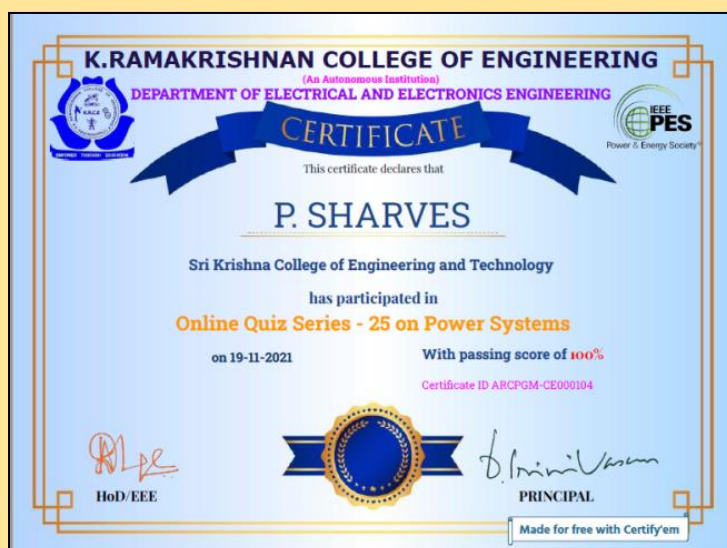 K.RAMAKRISHNAN COLLEGE OF ENGINEERING
(An Autonomous Institution)
DEPARTMENT OF ELECTRICAL AND ELECTRONICS ENGINEERING
K.R.C.E
EMPOWER THROUGH EDUCATION
IEEE
PES
Power & Energy Society®
CERTIFICATE
This certificate declares that
P. SHARVES
Sri Krishna College of Engineering and Technology
has participated in
Online Quiz Series - 25 on Power Systems
on 19-11-2021
With passing score of 100%
Certificate ID ARCPGM-CE000104
HoD/EEE
PRINCIPAL
Made for free with Certify'em